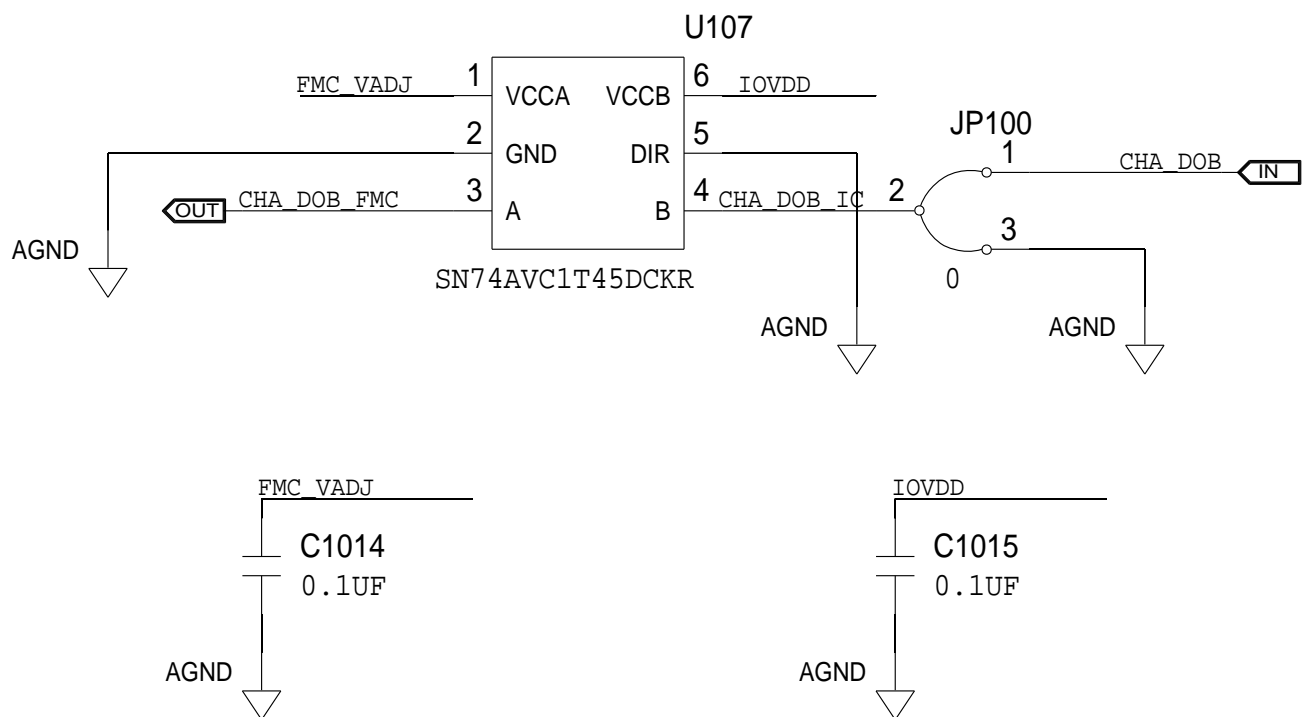 U107
FMC_VADJ 1 VCCA VCCB 6 IOVDD
2 GND DIR 5
JP100
1 CHA_DOB IN
OUT CHA_DOB_FMC 3 A B 4 CHA_DOB_IC 2
3
AGND
SN74AVC1T45DCKR
0
AGND
AGND
FMC_VADJ
C1014
0.1UF
AGND
IOVDD
C1015
0.1UF
AGND